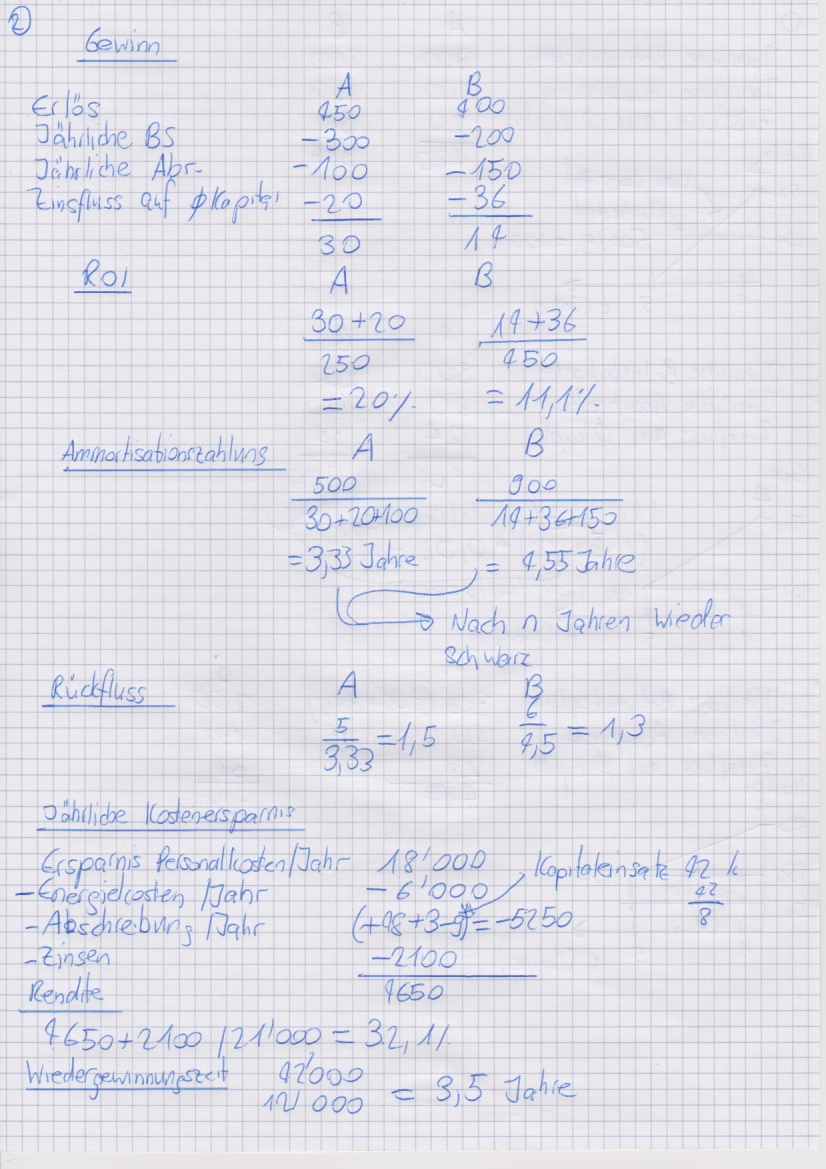 2
Gewinn
A B
Erlös 450 400
Jährliche BS -300 -200
Jährliche Abr- -100 -150
Zinsfluss auf ϕKapital -20 -36
30 14
ROI A B
30+20 14+36
250 450
=20% = 11,1%
Ammortisationszahlung A B
500 900
30+20+100 14+36+150
=3,33 Jahre = 4,55 Jahre
Nach n Jahren wieder
schwarz
Rückfluss A B
5/3,33 =1,5 6/4,5 = 1,3
Jährliche Kostenersparnis
Ersparnis Personalkosten/Jahr 18'000 Kapitaleinsatz 42 k
-Energiekosten /Jahr -6'000 42
-Abschreibung /Jahr (+48+3-9)* = -5250 8
-Zinsen -2100
Rendite 4650
4650+2100 /21'000 = 32,1%
Wiedergewinnungszeit 42'000
12'000 = 3,5 Jahre